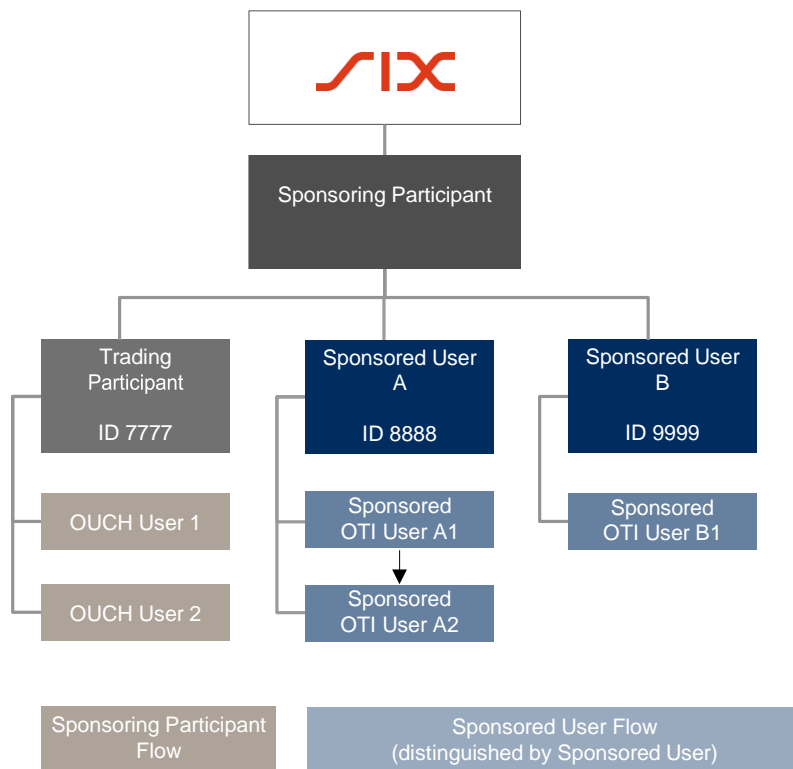 SIX
Sponsoring Participant
Trading
Participant
ID 7777
Sponsored User
A
ID 8888
Sponsored User
B
ID 9999
OUCH User 1
Sponsored
OTI User A1
Sponsored
OTI User B1
OUCH User 2
Sponsored
OTI User A2
Sponsoring Participant
Flow
Sponsored User Flow
(distinguished by Sponsored User)